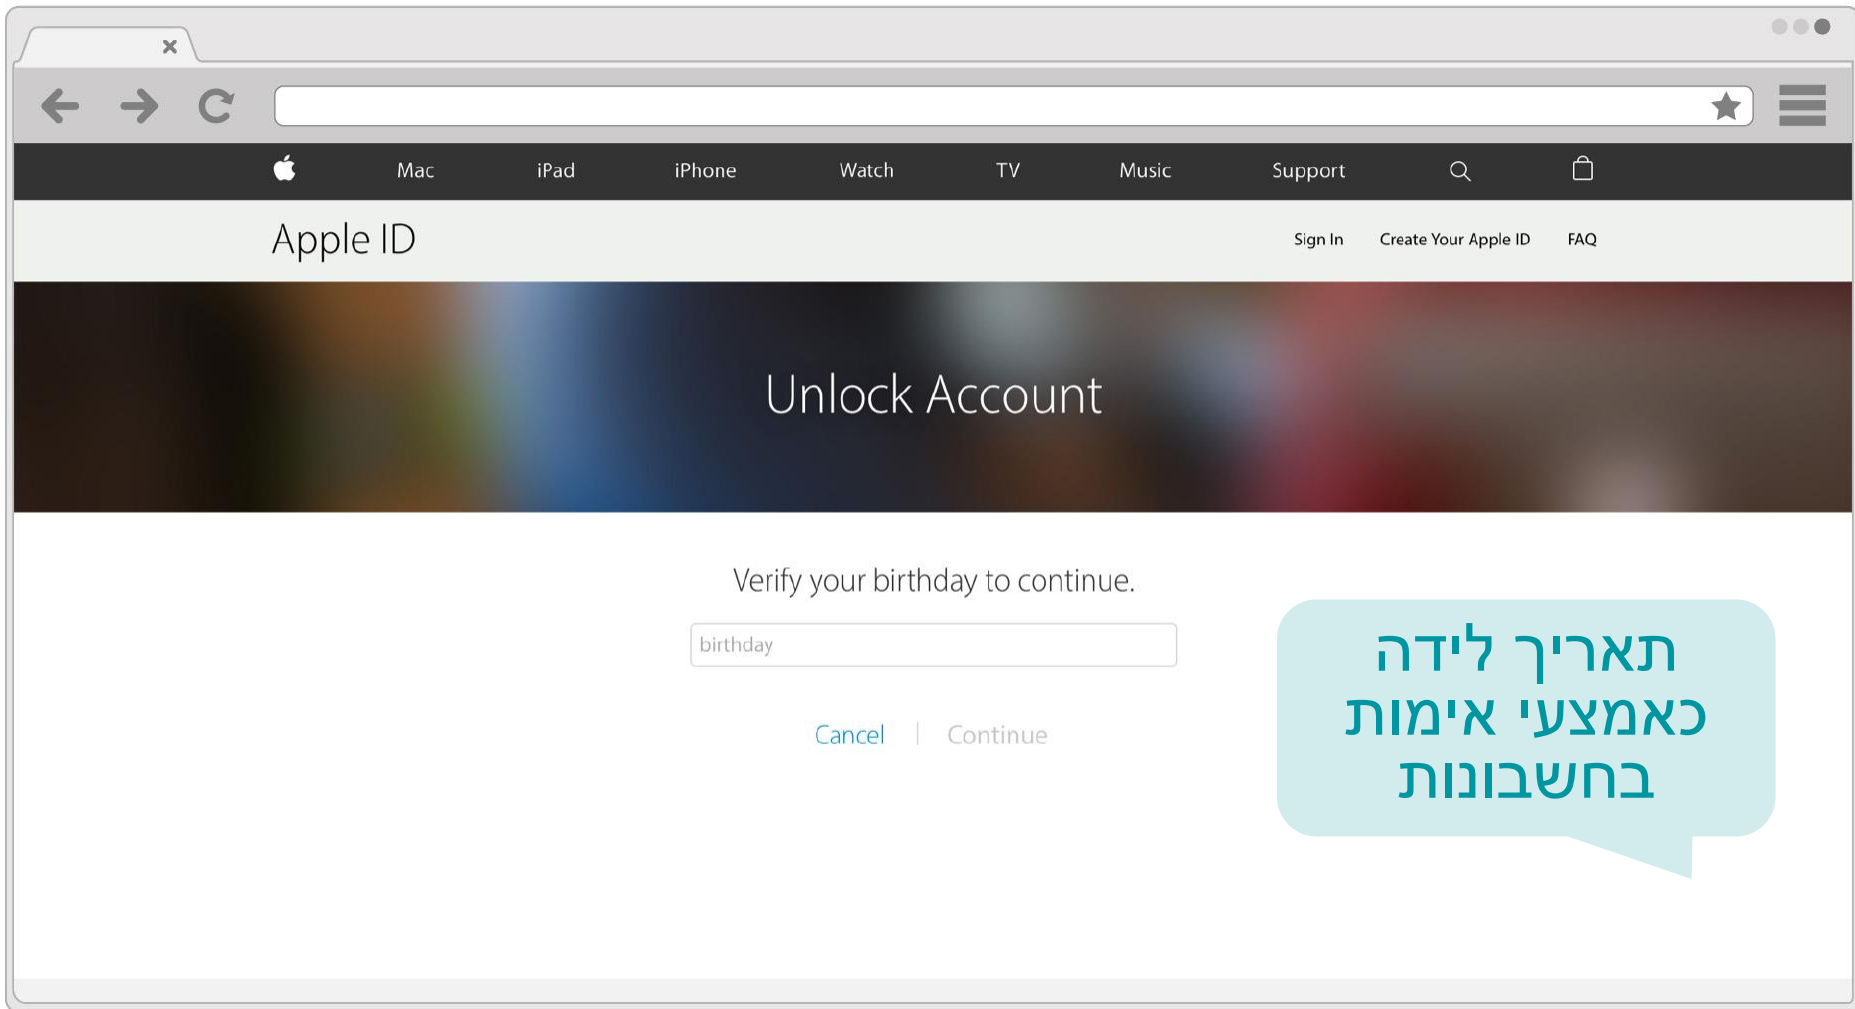 Mac iPad iPhone Watch TV Music Support
Apple ID
Sign In Create Your Apple ID FAQ
Unlock Account
Verify your birthday to continue.
birthday
Cancel | Continue
תאריך לידה
כאמצעי אימות
בחשבונות